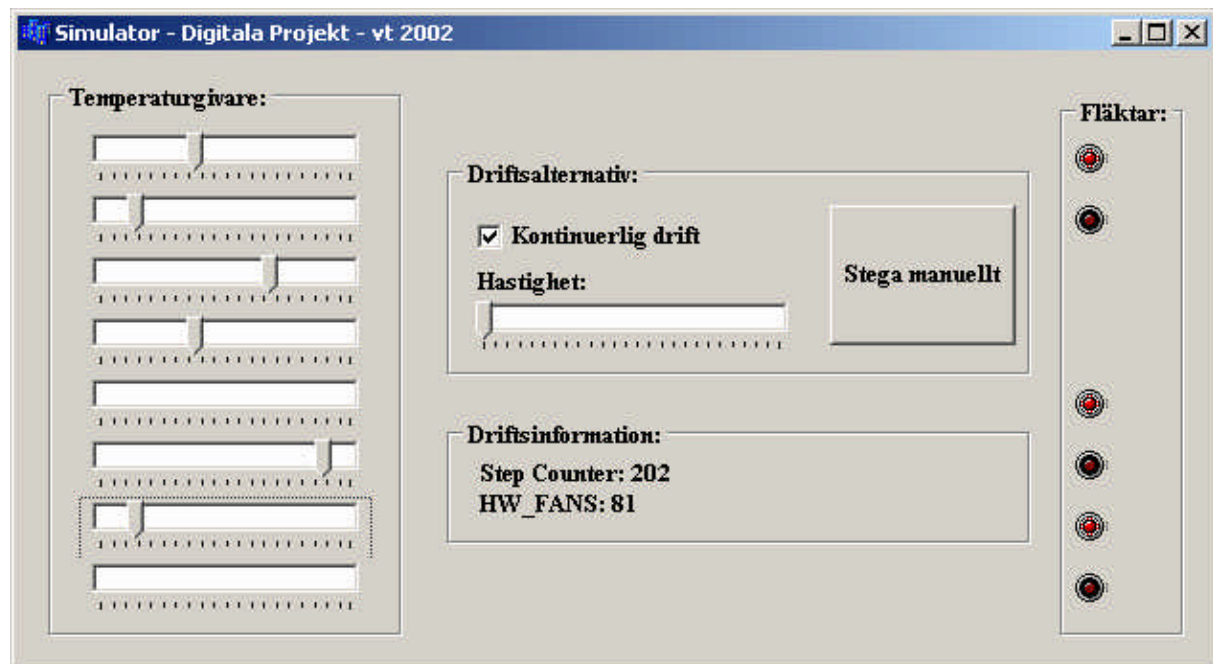 Simulator - Digitala Projekt - vt 2002
Temperaturgivare:
Driftsalternativ:
Kontinuerlig drift
Hastighet:
Stega manuellt
Driftsinformation:
Step Counter: 202
HW_FANS: 81
Fläktar: